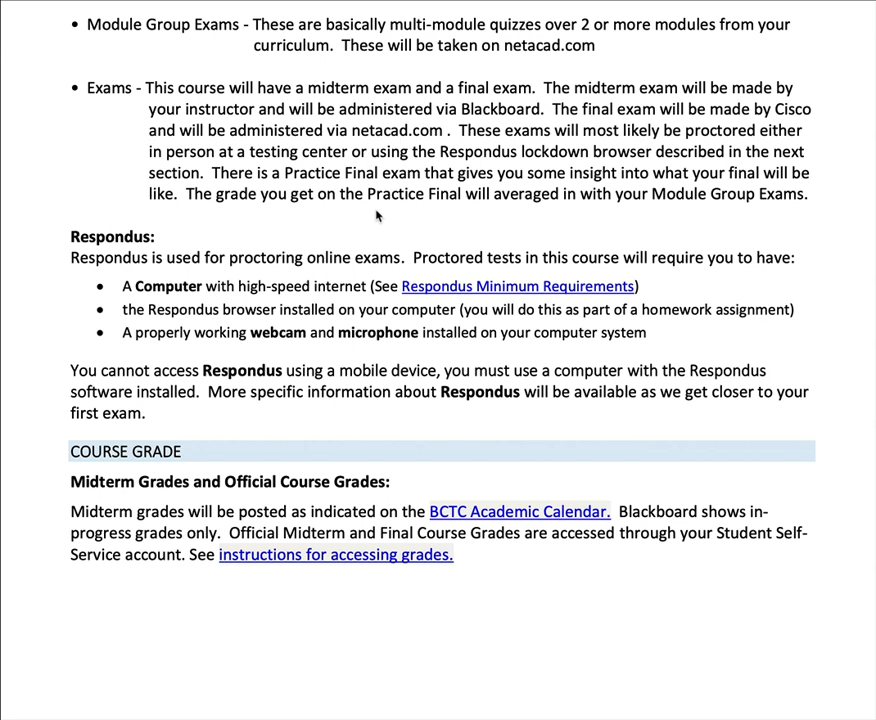 • Module Group Exams - These are basically multi-module quizzes over 2 or more modules from your
curriculum. These will be taken on netacad.com
• Exams - This course will have a midterm exam and a final exam. The midterm exam will be made by
your instructor and will be administered via Blackboard. The final exam will be made by Cisco
and will be administered via netacad.com . These exams will most likely be proctored either
in person at a testing center or using the Respondus lockdown browser described in the next
section. There is a Practice Final exam that gives you some insight into what your final will be
like. The grade you get on the Practice Final will averaged in with your Module Group Exams.
Respondus:
Respondus is used for proctoring online exams. Proctored tests in this course will require you to have:
• A Computer with high-speed internet (See Respondus Minimum Requirements)
• the Respondus browser installed on your computer (you will do this as part of a homework assignment)
• A properly working webcam and microphone installed on your computer system
You cannot access Respondus using a mobile device, you must use a computer with the Respondus
software installed. More specific information about Respondus will be available as we get closer to your
first exam.
COURSE GRADE
Midterm Grades and Official Course Grades:
Midterm grades will be posted as indicated on the BCTC Academic Calendar. Blackboard shows in-
progress grades only. Official Midterm and Final Course Grades are accessed through your Student Self-
Service account. See instructions for accessing grades.